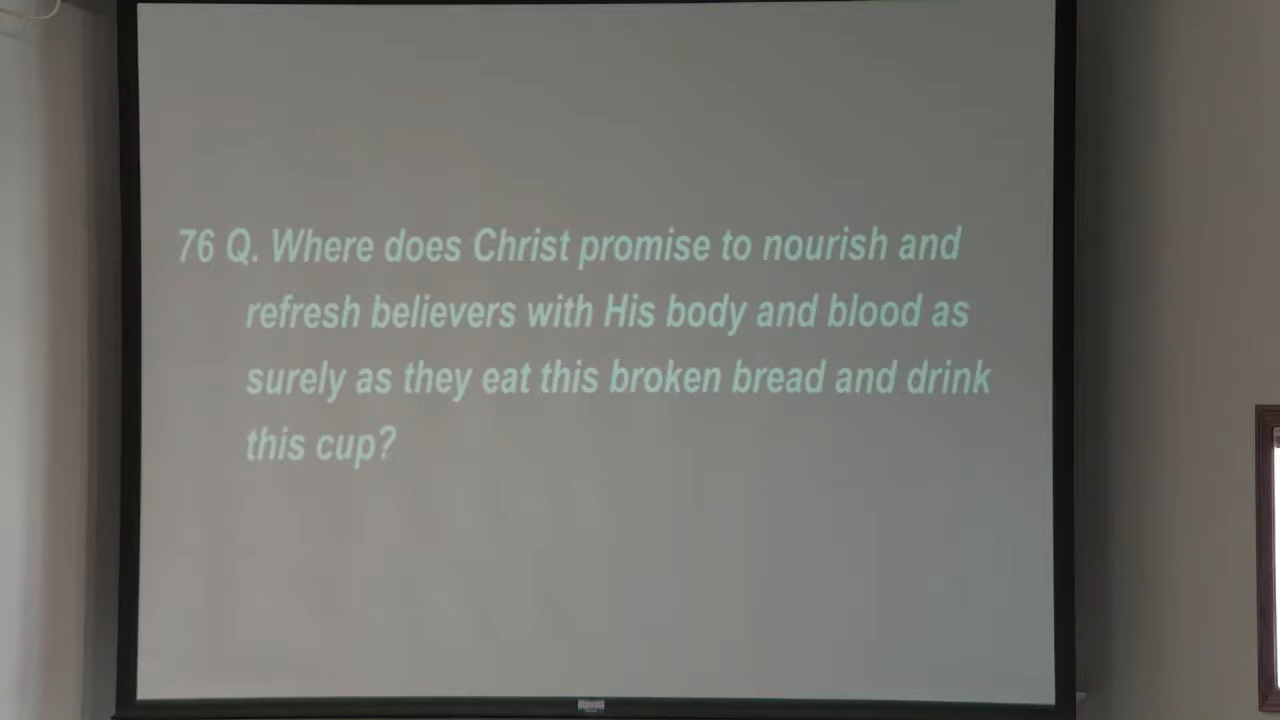 76 Q. Where does Christ promise to nourish and
refresh believers with His body and blood as
surely as they eat this broken bread and drink
this cup?